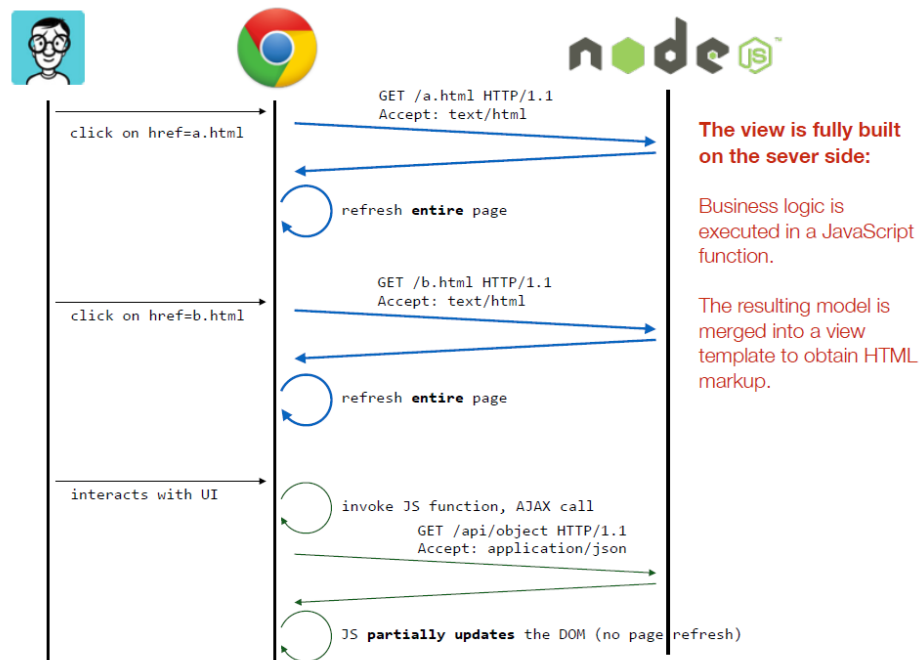 node JS ™
GET /a.html HTTP/1.1
Accept: text/html
click on href=a.html
The view is fully built
on the sever side:
refresh entire page
Business logic is
executed in a JavaScript
function.
GET /b.html HTTP/1.1
Accept: text/html
click on href=b.html
The resulting model is
merged into a view
template to obtain HTML
markup.
refresh entire page
interacts with UI
invoke JS function, AJAX call
GET /api/object HTTP/1.1
Accept: application/json
JS partially updates the DOM (no page refresh)